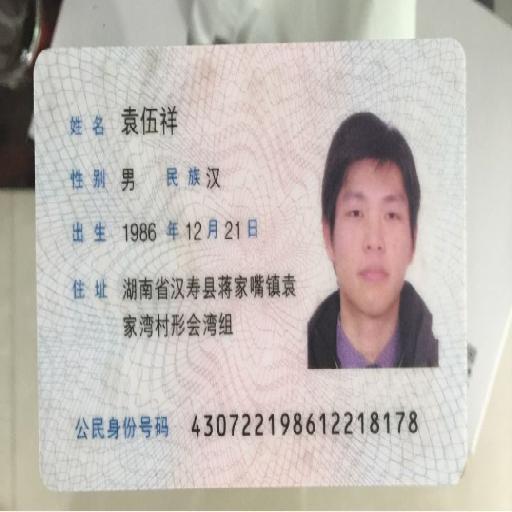 姓名 袁伍祥
性别 男 民族 汉
出生 1986 年 12 月 21 日
住址 湖南省汉寿县蒋家嘴镇袁
家湾村形会湾组
公民身份号码 430722198612218178